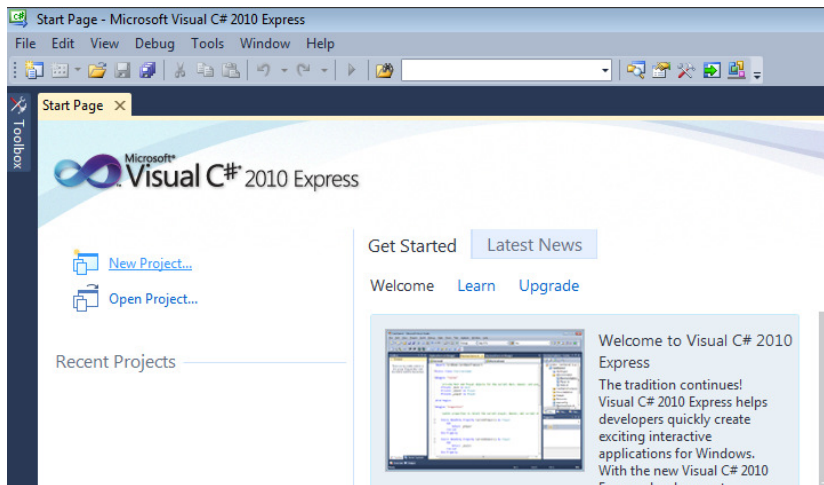 Start Page - Microsoft Visual C# 2010 Express
File Edit View Debug Tools Window Help
Toolbox
Start Page
Microsoft®
Visual C#® 2010 Express
New Project...
Open Project...
Recent Projects
Get Started Latest News
Welcome Learn Upgrade
Welcome to Visual C# 2010
Express
The tradition continues!
Visual C# 2010 Express helps
developers quickly create
exciting interactive
applications for Windows.
With the new Visual C# 2010